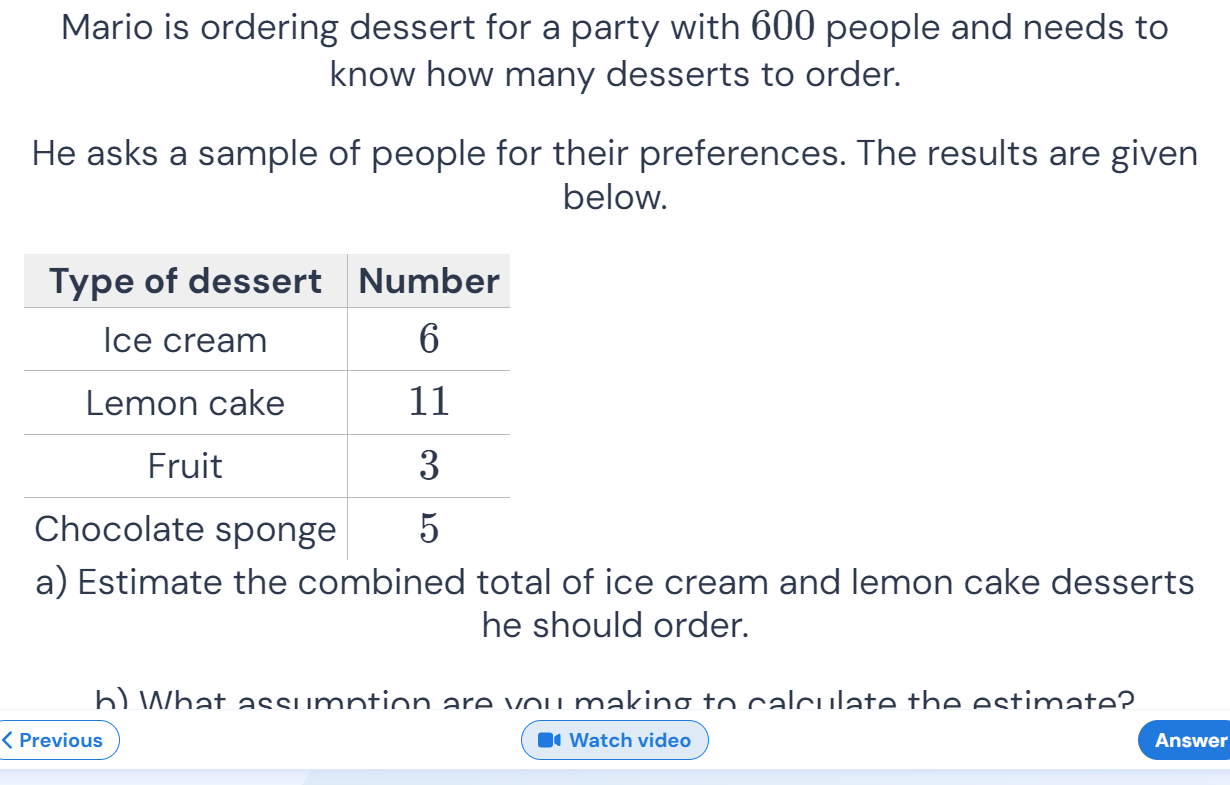 Mario is ordering dessert for a party with 600 people and needs to
know how many desserts to order.
He asks a sample of people for their preferences. The results are given
below.
Type of dessert Number
Ice cream 6
Lemon cake 11
Fruit 3
Chocolate sponge 5
a) Estimate the combined total of ice cream and lemon cake desserts
he should order.
b) What assumption are you making to calculate the estimate?
Previous Watch video Answer